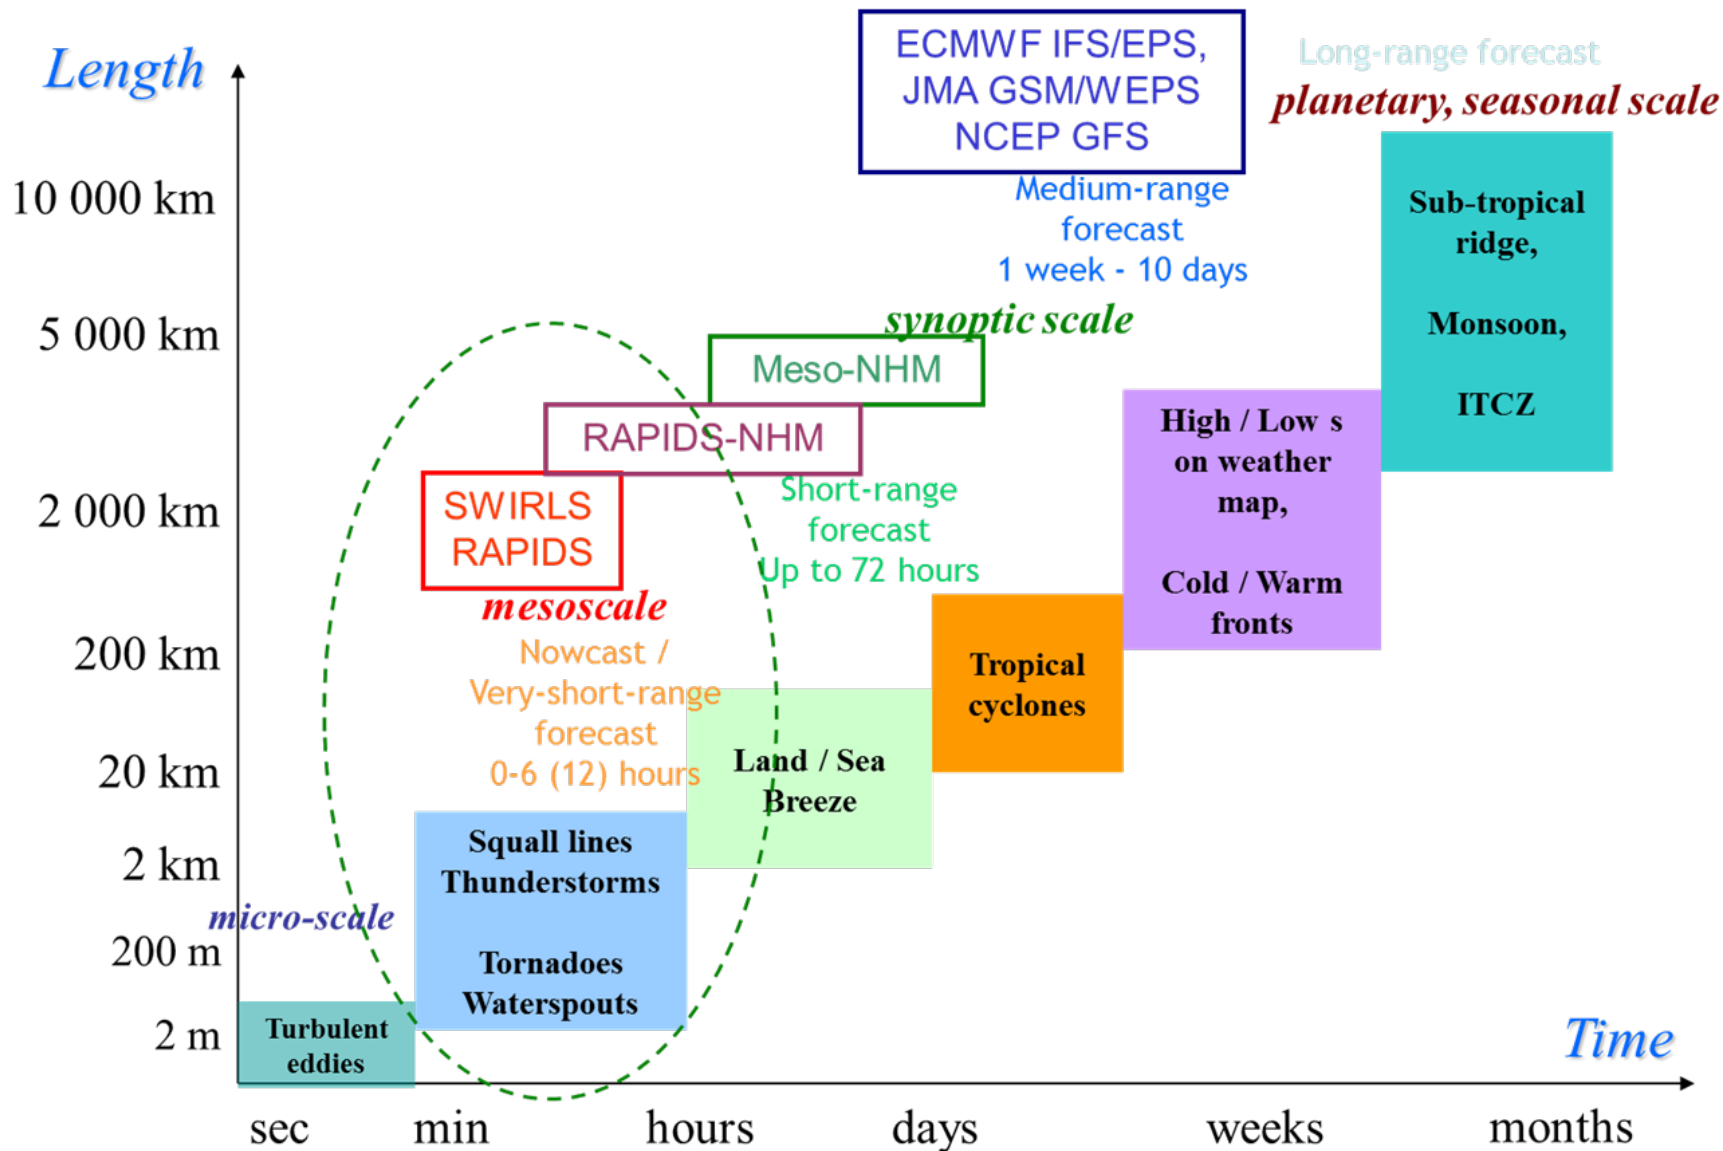 Length
ECMWF IFS/EPS,
JMA GSM/WEPS
NCEP GFS
Long-range forecast
planetary, seasonal scale
10 000 km
Medium-range
forecast
1 week - 10 days
Sub-tropical
ridge,
Monsoon,
ITCZ
5 000 km
synoptic scale
Meso-NHM
RAPIDS-NHM
High / Low s
on weather
map,
Cold / Warm
fronts
2 000 km
SWIRLS
RAPIDS
Short-range
forecast
Up to 72 hours
mesoscale
Nowcast /
Very-short-range
forecast
0-6 (12) hours
200 km
Tropical
cyclones
20 km
Land / Sea
Breeze
2 km
Squall lines
Thunderstorms
Tornadoes
Waterspouts
micro-scale
200 m
Turbulent
eddies
2 m
Time
sec
min
hours
days
weeks
months